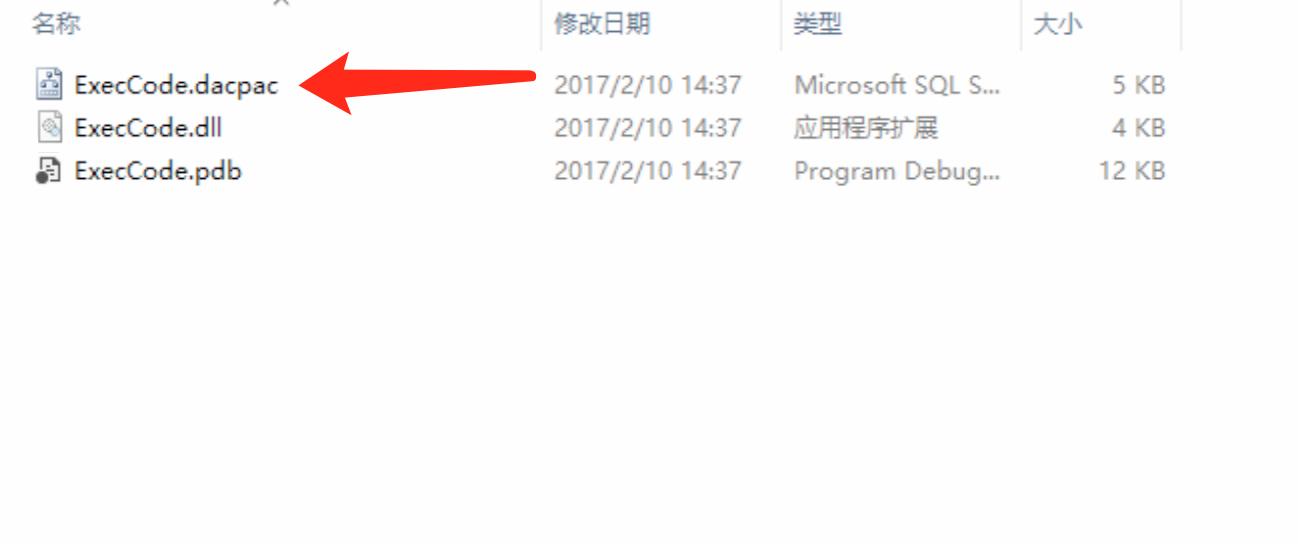 名称 修改日期 类型 大小
ExecCode.dacpac 2017/2/10 14:37 Microsoft SQL S... 5 KB
ExecCode.dll 2017/2/10 14:37 应用程序扩展 4 KB
ExecCode.pdb 2017/2/10 14:37 Program Debug... 12 KB